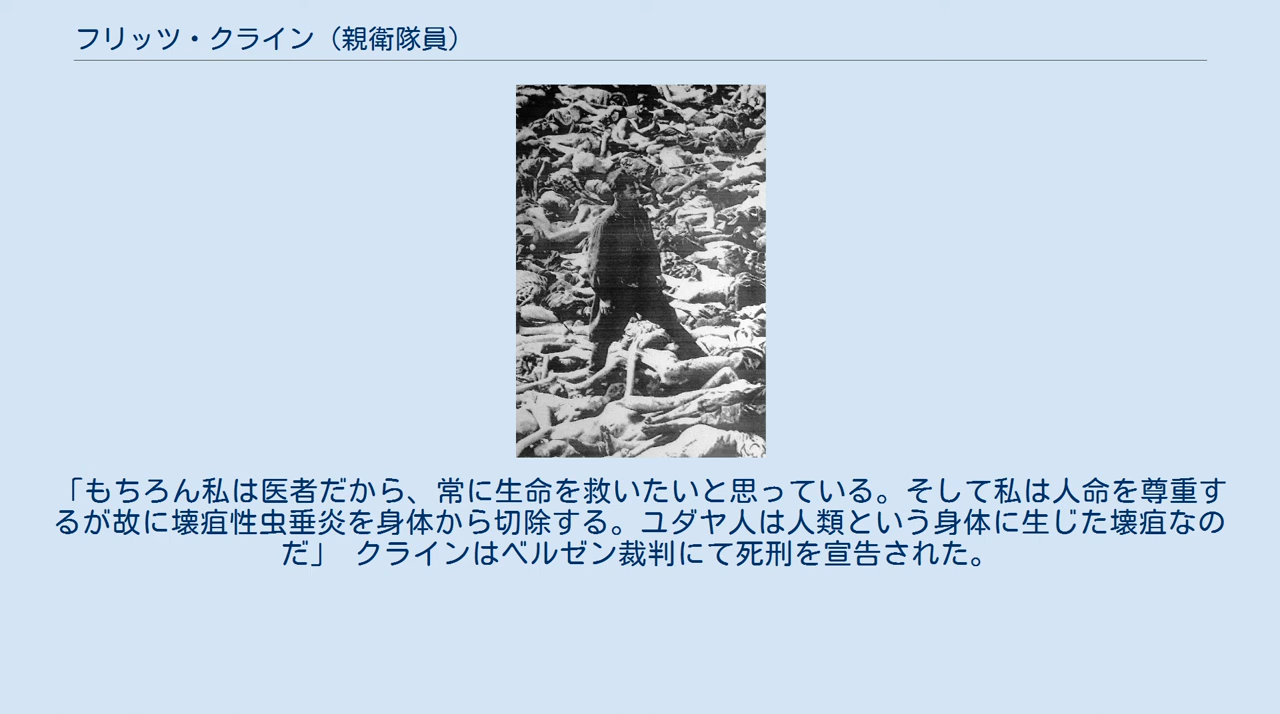 フリッツ・クライン（親衛隊員）
「もちろん私は医者だから、常に生命を救いたいと思っている。そして私は人命を尊重す
るが故に壊疽性虫垂炎を身体から切除する。ユダヤ人は人類という身体に生じた壊疽なの
だ」　クラインはベルゼン裁判にて死刑を宣告された。